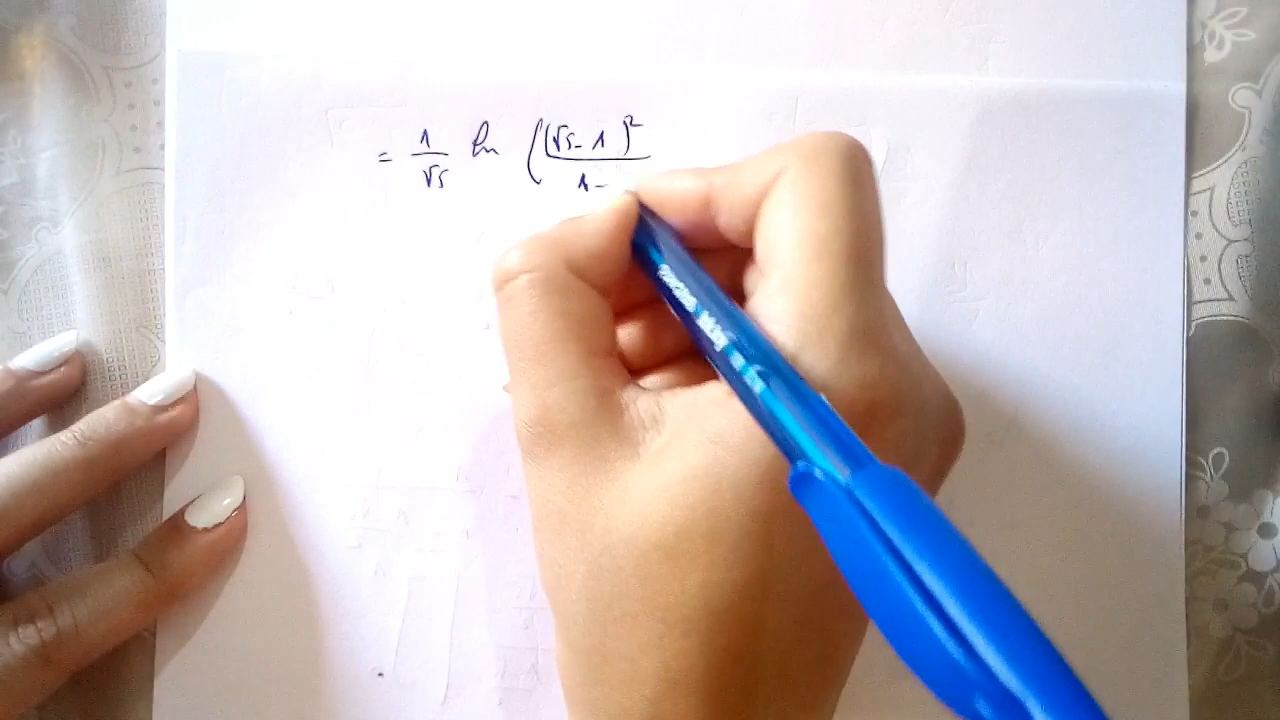 = 1/√5 ln ((√5 - 1)²/1-